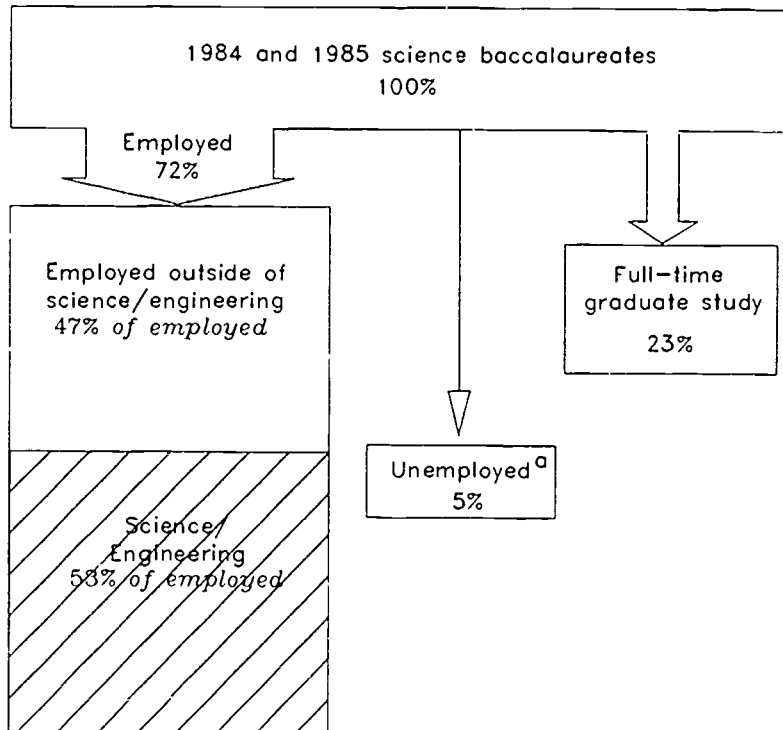 1984 and 1985 science baccalaureates
100%
Employed
72%
Employed outside of
science/engineering
47% of employed
Science/
Engineering
53% of employed
Unemployed a
5%
Full-time
graduate study
23%